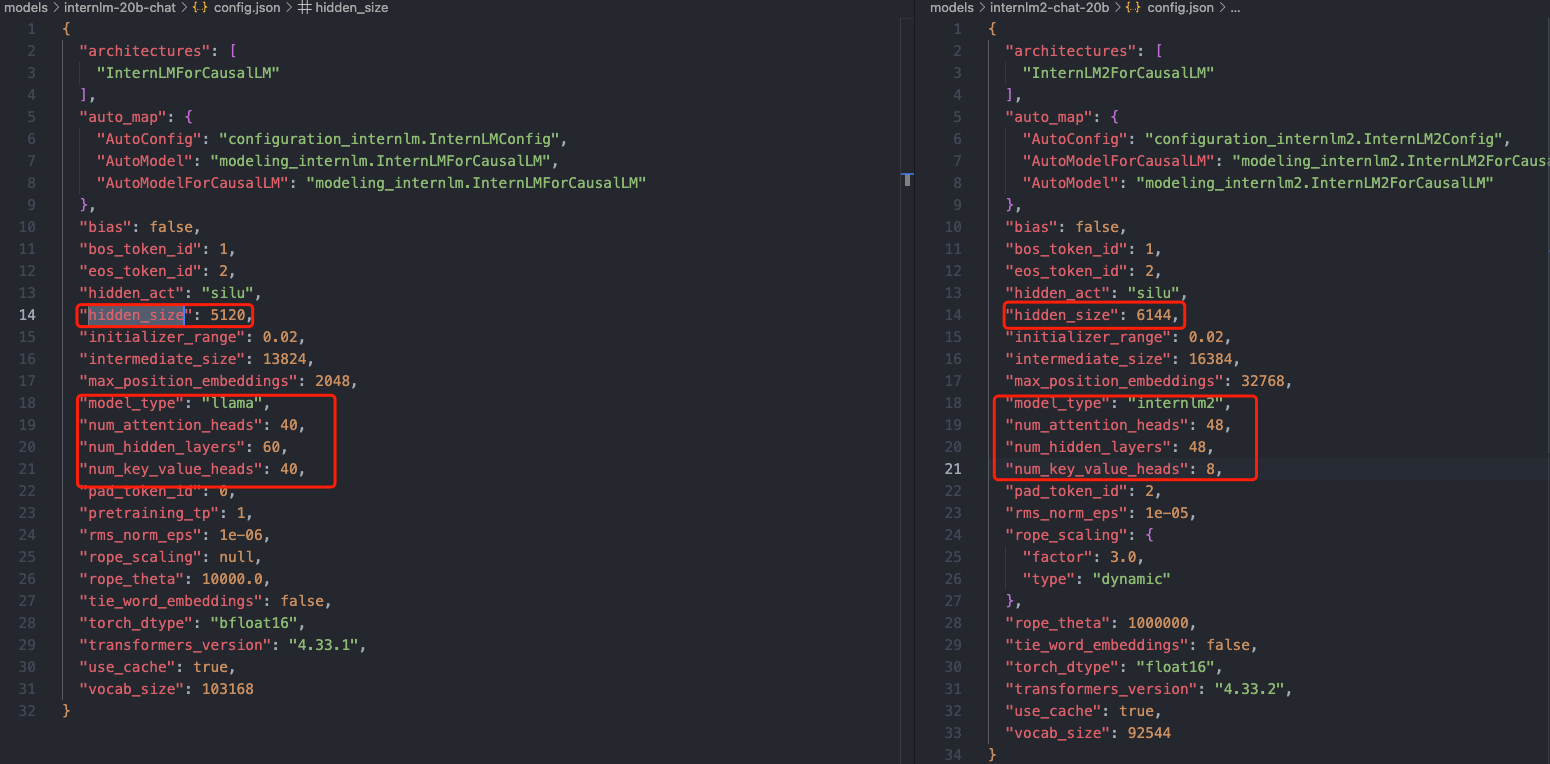 models > internlm-20b-chat > {} config.json > hidden_size
1 {
2 "architectures": [
3 "InternLMForCausalLM"
4 ],
5 "auto_map": {
6 "AutoConfig": "configuration_internlm.InternLMConfig",
7 "AutoModel": "modeling_internlm.InternLMForCausalLM",
8 "AutoModelForCausalLM": "modeling_internlm.InternLMForCausalLM"
9 },
10 "bias": false,
11 "bos_token_id": 1,
12 "eos_token_id": 2,
13 "hidden_act": "silu",
14 "hidden_size": 5120,
15 "initializer_range": 0.02,
16 "intermediate_size": 13824,
17 "max_position_embeddings": 2048,
18 "model_type": "llama",
19 "num_attention_heads": 40,
20 "num_hidden_layers": 60,
21 "num_key_value_heads": 40,
22 "pad_token_id": 0,
23 "pretraining_tp": 1,
24 "rms_norm_eps": 1e-06,
25 "rope_scaling": null,
26 "rope_theta": 10000.0,
27 "tie_word_embeddings": false,
28 "torch_dtype": "bfloat16",
29 "transformers_version": "4.33.1",
30 "use_cache": true,
31 "vocab_size": 103168
32 }
models > internlm2-chat-20b > {} config.json > ...
1 {
2 "architectures": [
3 "InternLM2ForCausalLM"
4 ],
5 "auto_map": {
6 "AutoConfig": "configuration_internlm2.InternLM2Config",
7 "AutoModelForCausalLM": "modeling_internlm2.InternLM2ForCausa
8 "AutoModel": "modeling_internlm2.InternLM2ForCausalLM"
9 },
10 "bias": false,
11 "bos_token_id": 1,
12 "eos_token_id": 2,
13 "hidden_act": "silu",
14 "hidden_size": 6144,
15 "initializer_range": 0.02,
16 "intermediate_size": 16384,
17 "max_position_embeddings": 32768,
18 "model_type": "internlm2",
19 "num_attention_heads": 48,
20 "num_hidden_layers": 48,
21 "num_key_value_heads": 8,
22 "pad_token_id": 2,
23 "rms_norm_eps": 1e-05,
24 "rope_scaling": {
25 "factor": 3.0,
26 "type": "dynamic"
27 },
28 "rope_theta": 1000000,
29 "tie_word_embeddings": false,
30 "torch_dtype": "float16",
31 "transformers_version": "4.33.2",
32 "use_cache": true,
33 "vocab_size": 92544
34 }